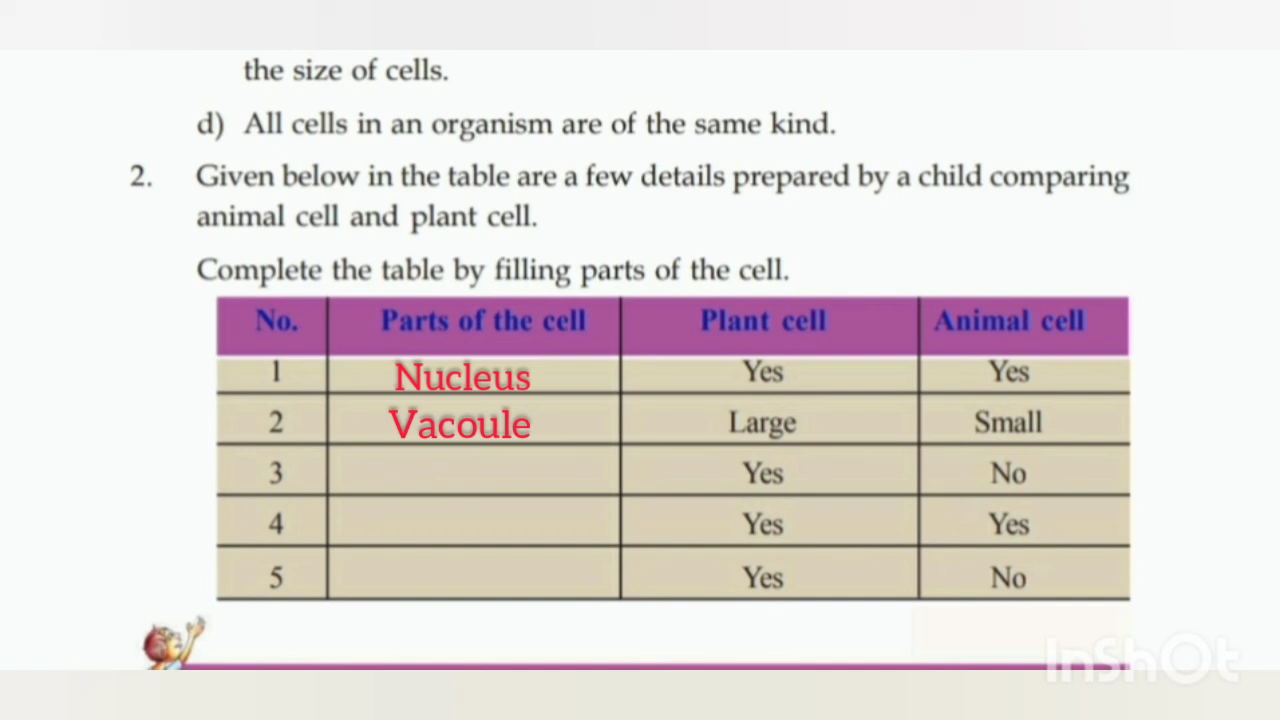 the size of cells.
d) All cells in an organism are of the same kind.
2. Given below in the table are a few details prepared by a child comparing
animal cell and plant cell.
Complete the table by filling parts of the cell.
No. Parts of the cell Plant cell Animal cell
1 Nucleus Yes Yes
2 Vacoule Large Small
3 Yes No
4 Yes Yes
5 Yes No
InShOt